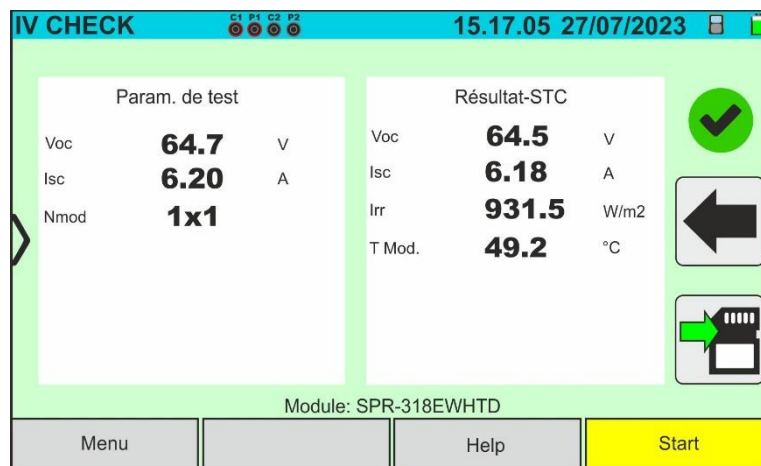 IV CHECK C1 P1 C2 P2 15.17.05 27/07/2023
Param. de test
Voc 64.7 V
Isc 6.20 A
Nmod 1x1
Résultat-STC
Voc 64.5 V
Isc 6.18 A
Irr 931.5 W/m2
T Mod. 49.2 °C
Module: SPR-318EWHTD
Menu Help Start